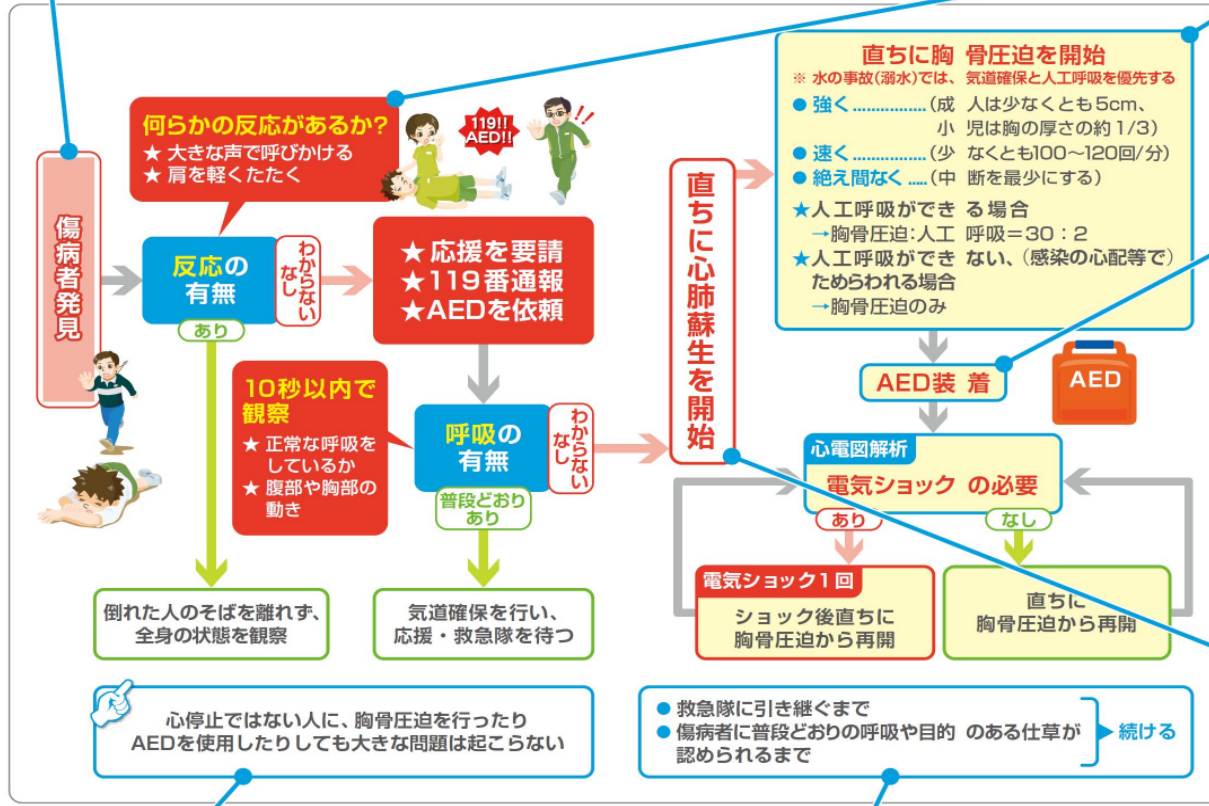 傷病者発見
何らかの反応があるか?
★ 大きな声で呼びかける
★ 肩を軽くたたく
119!!
AED!!
!!
反応の
有無
わからない
なし
あり
★応援を要請
★119番通報
★AEDを依頼
10秒以内で
観察
★ 正常な呼吸を
しているか
★ 腹部や胸部の
動き
呼吸の
有無
わからない
なし
普段どおり
あり
倒れた人のそばを離れず、
全身の状態を観察
気道確保を行い、
応援・救急隊を待つ
心停止ではない人に、胸骨圧迫を行ったり
AEDを使用したりしても大きな問題は起こらない
直ちに心肺蘇生を開始
直ちに胸 骨圧迫を開始
※ 水の事故(溺水)では、 気道確保と人工呼吸を優先する
● 強く................(成 人は少なくとも5cm、
小 児は胸の厚さの約1/3)
● 速く................(少 なくとも100〜120回/分)
● 絶え間なく.....(中 断を最少にする)
★人工呼吸ができ る場合
→胸骨圧迫:人工 呼吸=30:2
★人工呼吸ができ ない、(感染の心配等で)
ためらわれる場合
→胸骨圧迫のみ
AED装 着
AED
心電図解析
電気ショック の必要
あり
なし
電気ショック1回
ショック後直ちに
胸骨圧迫から再開
直ちに
胸骨圧迫から再開
● 救急隊に引き継ぐまで
● 傷病者に普段どおりの呼吸や目的 のある仕草が
認められるまで
続ける